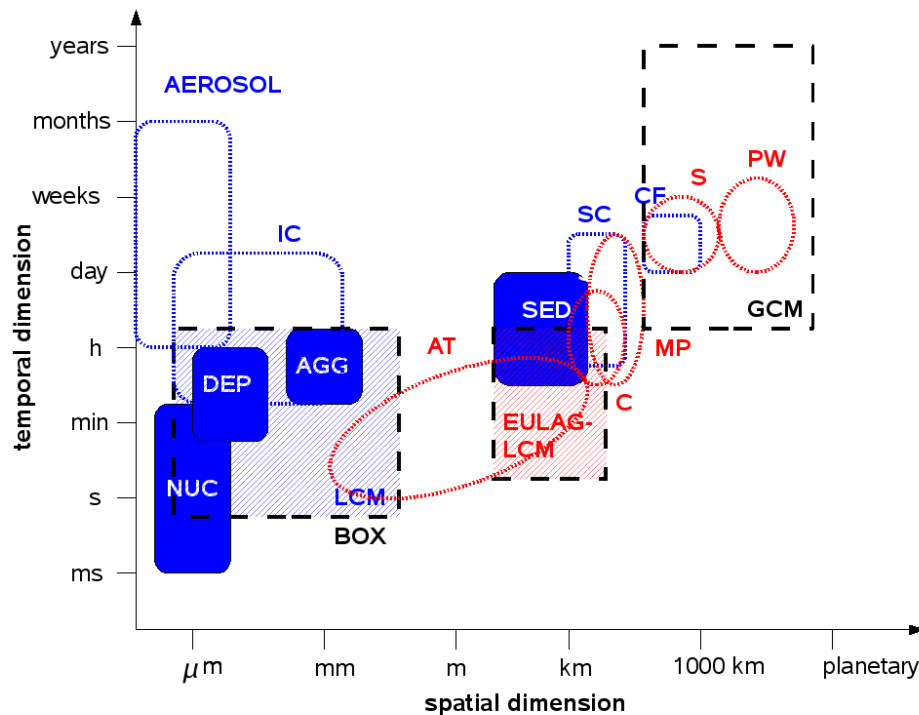 years
AEROSOL
months
PW
S
weeks
CF
SC
IC
day
temporal dimension
SED
GCM
h
AT
MP
AGG
DEP
C
min
EULAG-
LCM
NUC
LCM
s
BOX
ms
μm
mm
m
km
1000 km
planetary
spatial dimension